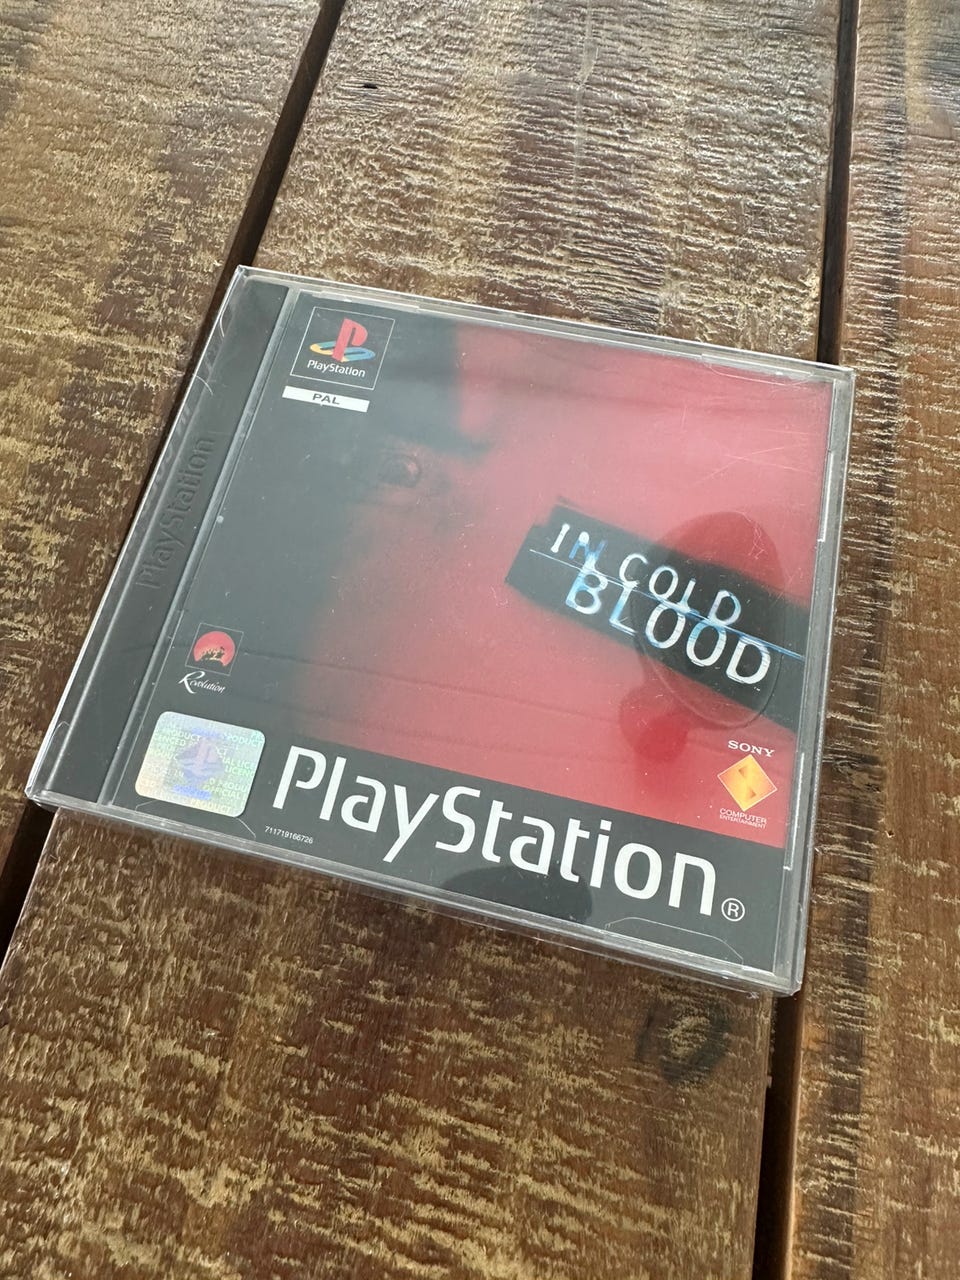 PlayStation
PAL
PlayStation
IN COLD
BLOOD
Revolution
SONY
COMPUTER
ENTERTAINMENT
PlayStation®
711719166726